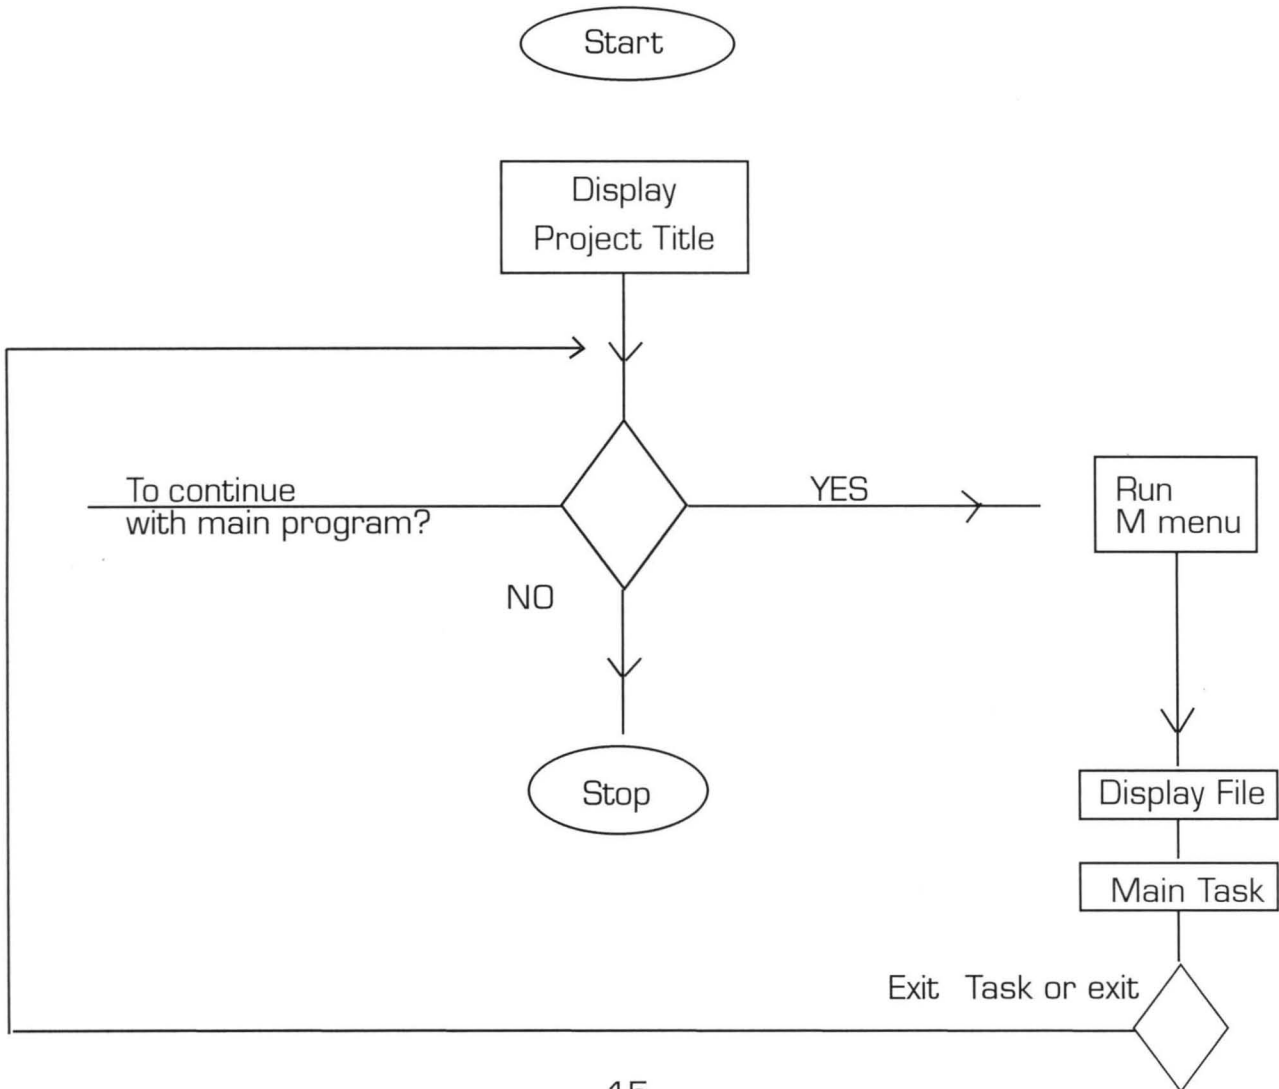 Start
Display
Project Title
To continue
with main program?
YES
Run
M menu
NO
Stop
Display File
Main Task
Exit Task or exit